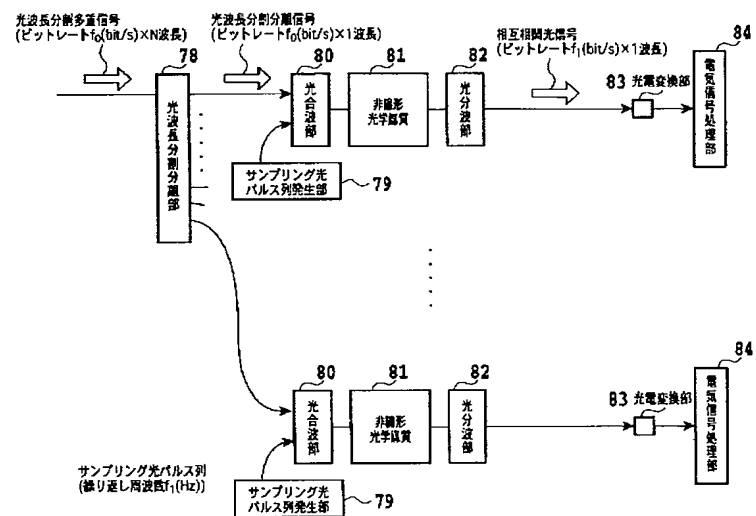 光波長分割多重信号
(ビットレートf₀(bit/s)×N波長)
光波長分割分離信号
(ビットレートf₀(bit/s)×1波長)
相互相関光信号
(ビットレートf₁(bit/s)×1波長)
78
80
81
82
83 光電変換部
84
光波長分割分離部
光合波部
非線形
光学媒質
光分波部
電気信号処理部
サンプリング光
パルス列発生部
79
80
81
82
83 光電変換部
84
光合波部
非線形
光学媒質
光分波部
電気信号処理部
サンプリング光パルス列
(繰り返し周波数f₁(Hz))
サンプリング光
パルス列発生部
79